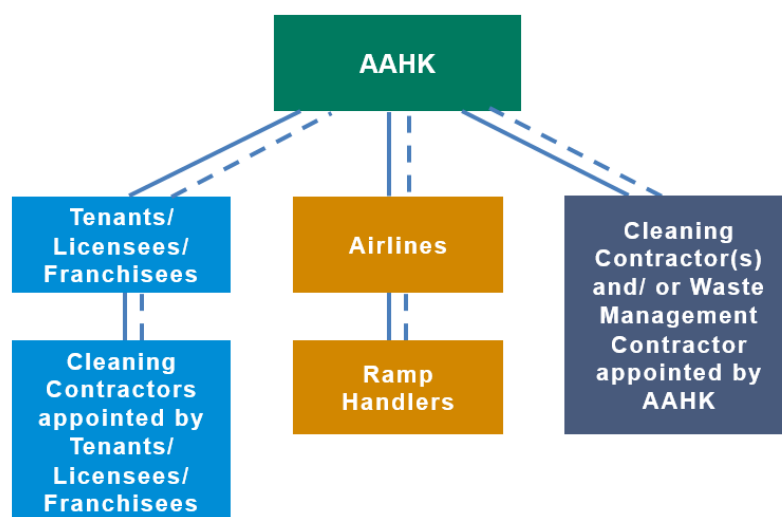 AAHK
Tenants/
Licensees/
Franchisees
Airlines
Cleaning
Contractor(s)
and/ or Waste
Management
Contractor
appointed by
AAHK
Cleaning
Contractors
appointed by
Tenants/
Licensees/
Franchisees
Ramp
Handlers